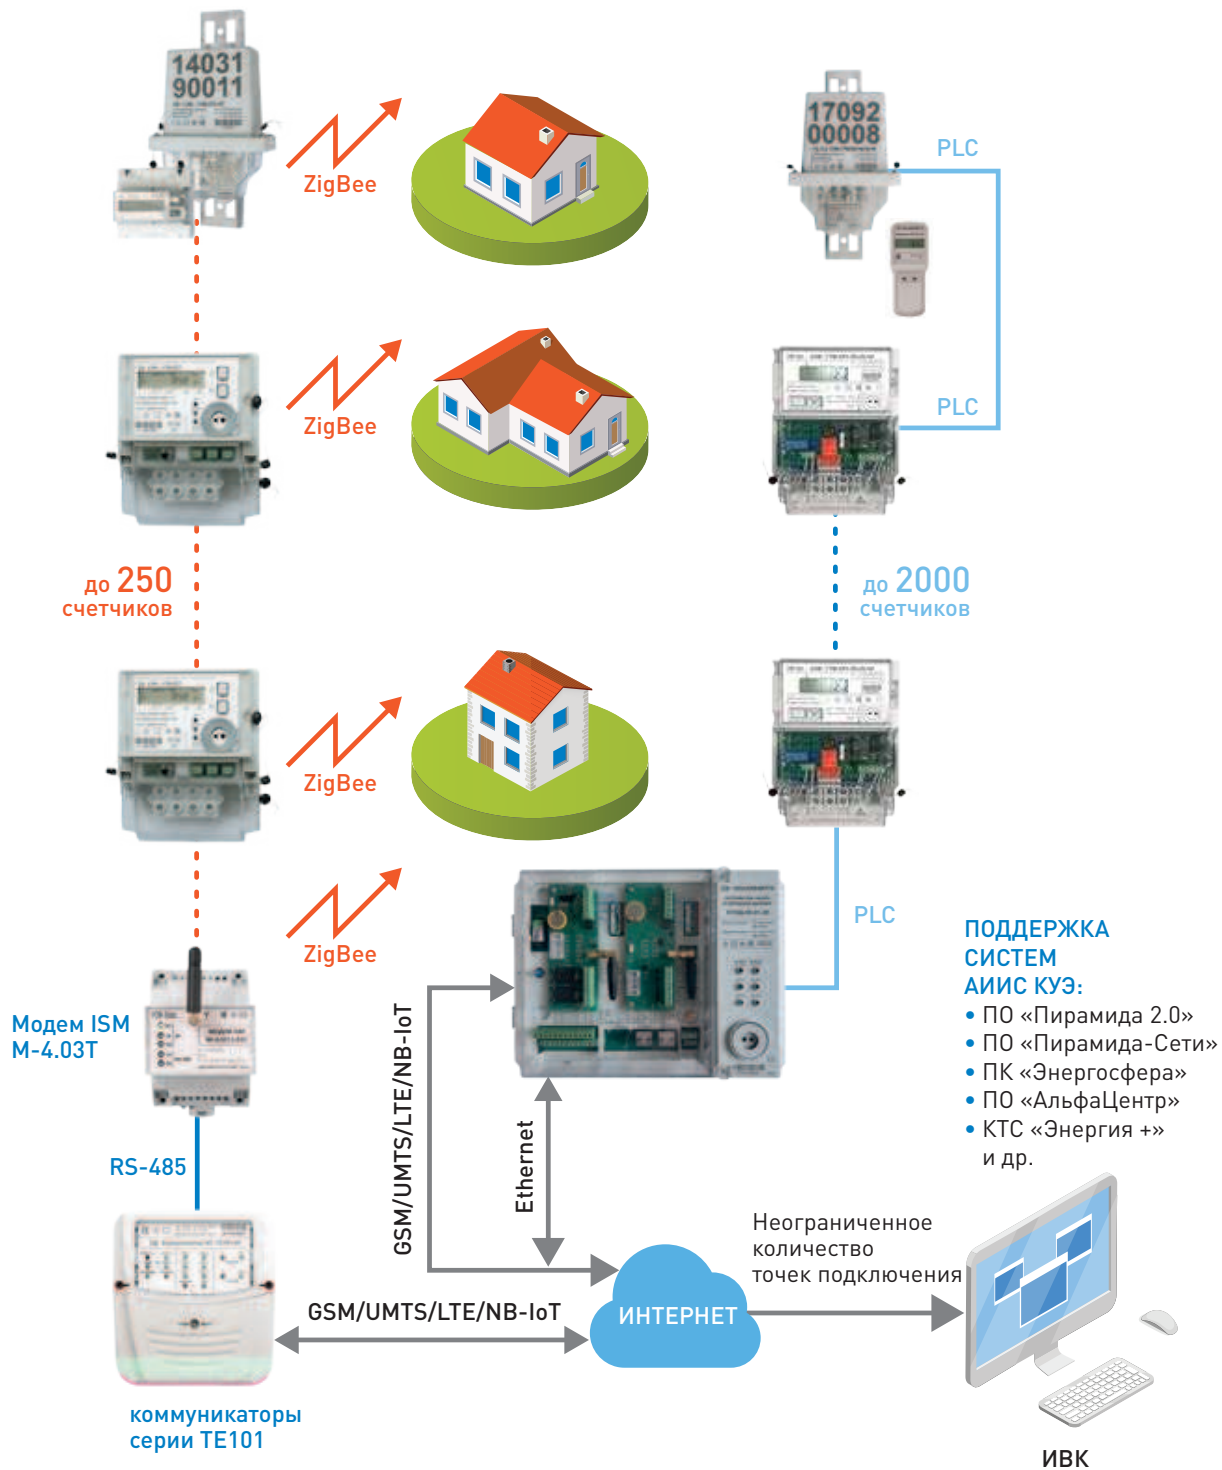 14031
90011
ZigBee
17092
00008
PLC
ZigBee
PLC
до 250
счетчиков
до 2000
счетчиков
ZigBee
ZigBee
PLC
Модем ISM
М-4.03Т
RS-485
GSM/UMTS/LTE/NB-IoT
Ethernet
ПОДДЕРЖКА
СИСТЕМ
АИИС КУЭ:
• ПО «Пирамида 2.0»
• ПО «Пирамида-Сети»
• ПК «Энергосфера»
• ПО «АльфаЦентр»
• КТС «Энергия +»
и др.
Неограниченное
количество
точек подключения
GSM/UMTS/LTE/NB-IoT
ИНТЕРНЕТ
коммуникаторы
серии TE101
ИВК